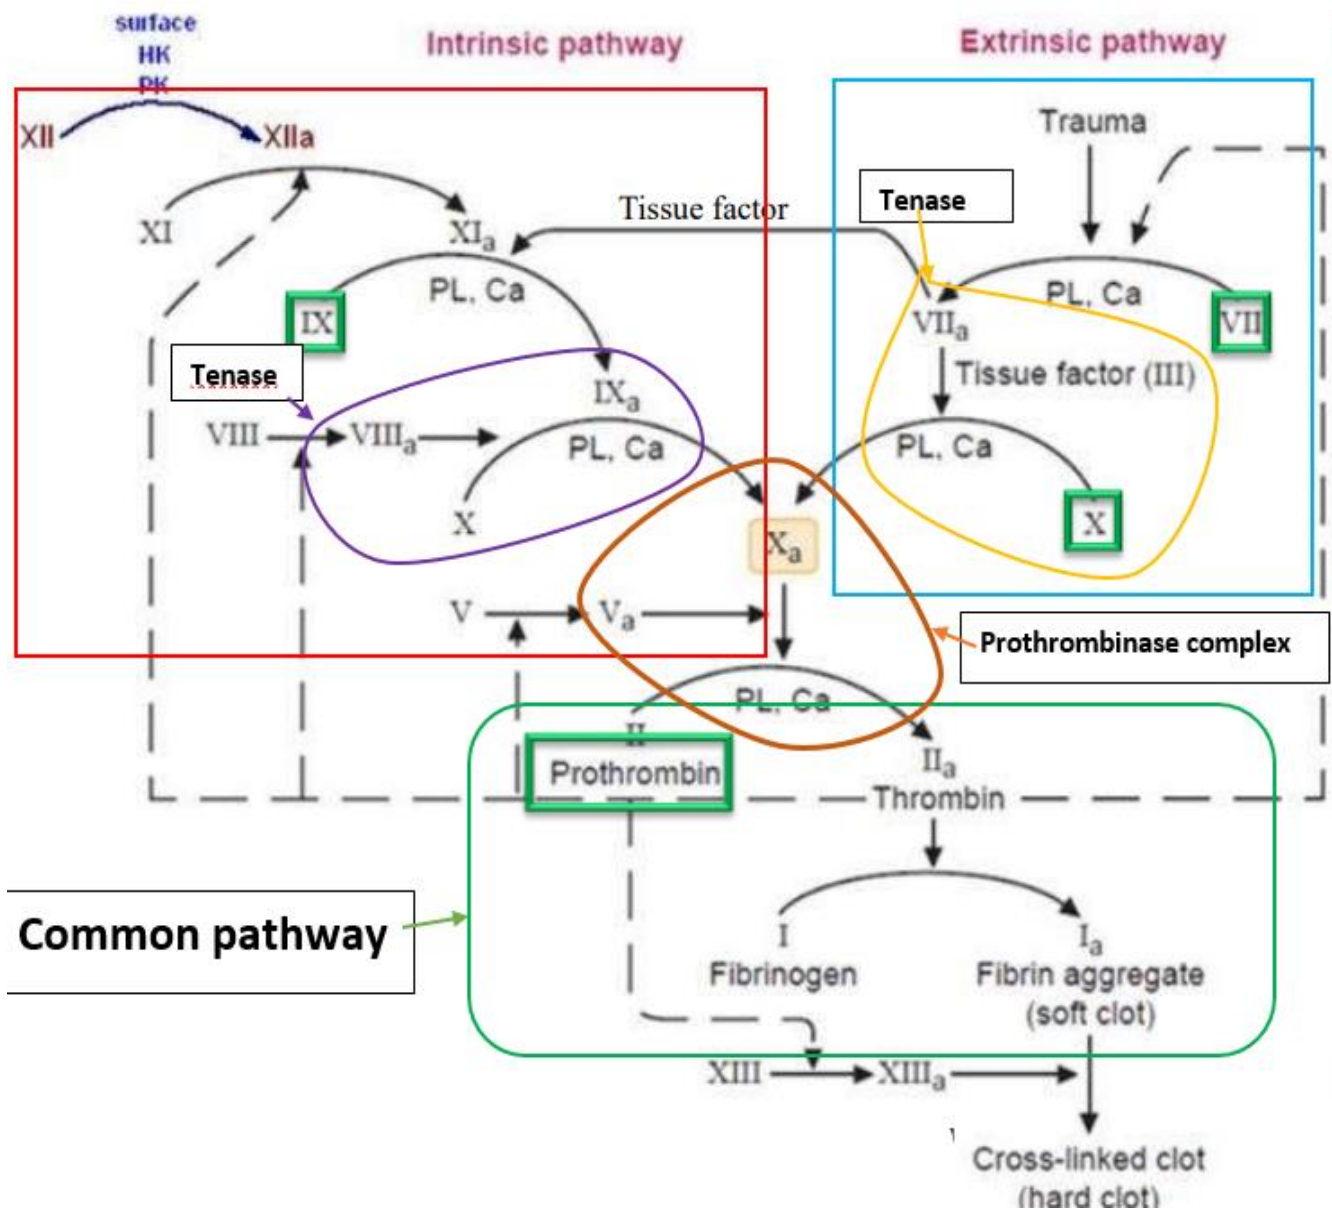 surface
HK
PK
Intrinsic pathway
Extrinsic pathway
XII
XIIa
Trauma
Tenase
Tissue factor
XI
XIa
PL, Ca
PL, Ca
IX
VIIa
VII
Tenase
IXa
Tissue factor (III)
VIII
VIIIa
PL, Ca
PL, Ca
X
X
Xa
V
Va
Prothrombinase complex
PL, Ca
II
Prothrombin
IIa
Thrombin
Common pathway
I
Ia
Fibrinogen
Fibrin aggregate
(soft clot)
XIII
XIIIa
Cross-linked clot
(hard clot)